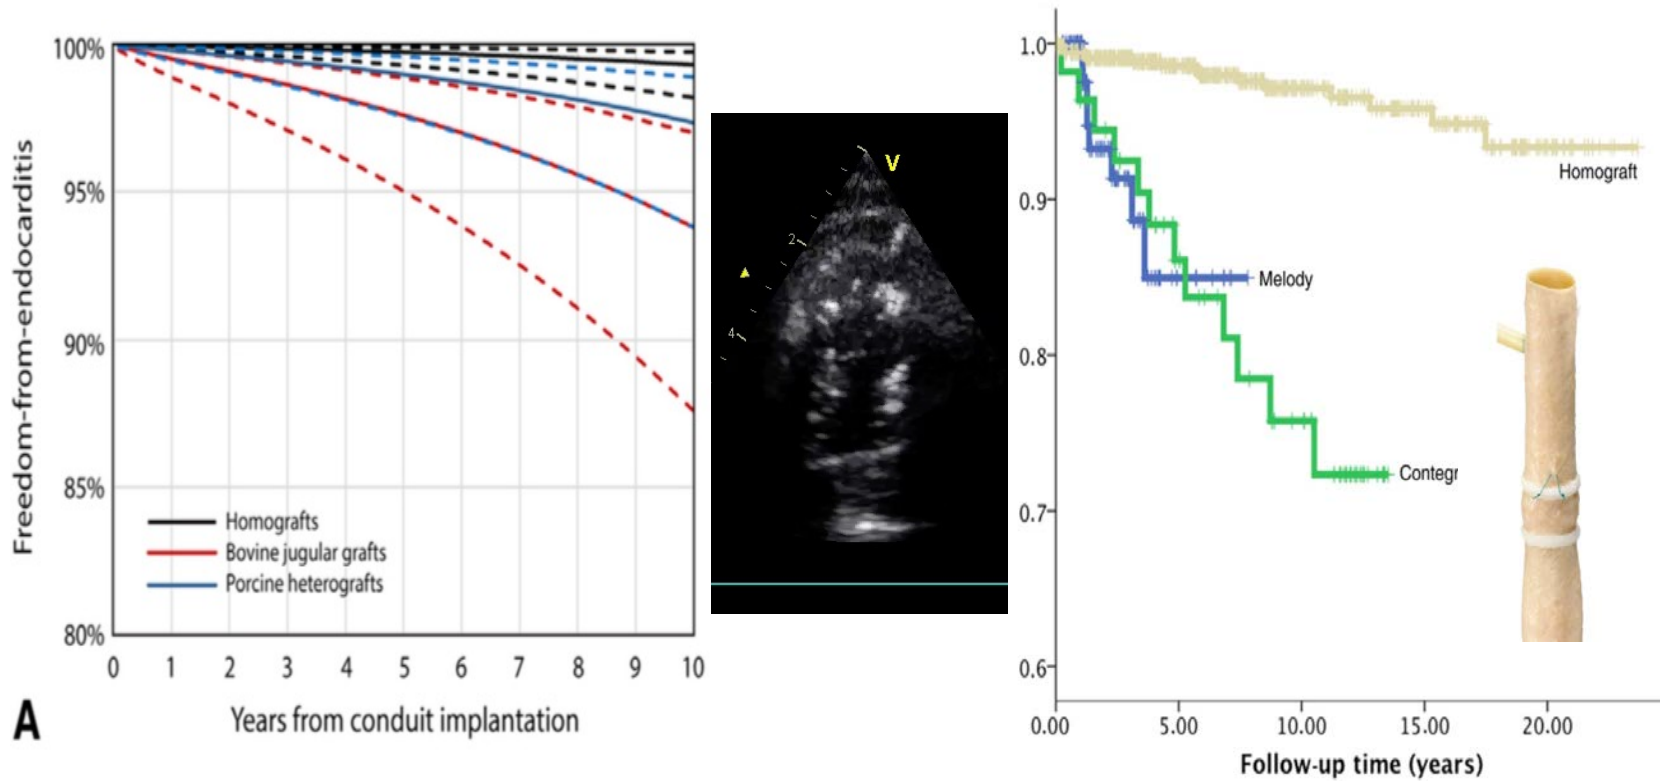 Freedom-from-endocarditis
100%
95%
90%
85%
80%
Homografts
Bovine jugular grafts
Porcine heterografts
0 1 2 3 4 5 6 7 8 9 10
Years from conduit implantation
A
V
2
4
1.0
0.9
0.8
0.7
0.6
Homograft
Melody
Contegr
0.00 5.00 10.00 15.00 20.00
Follow-up time (years)